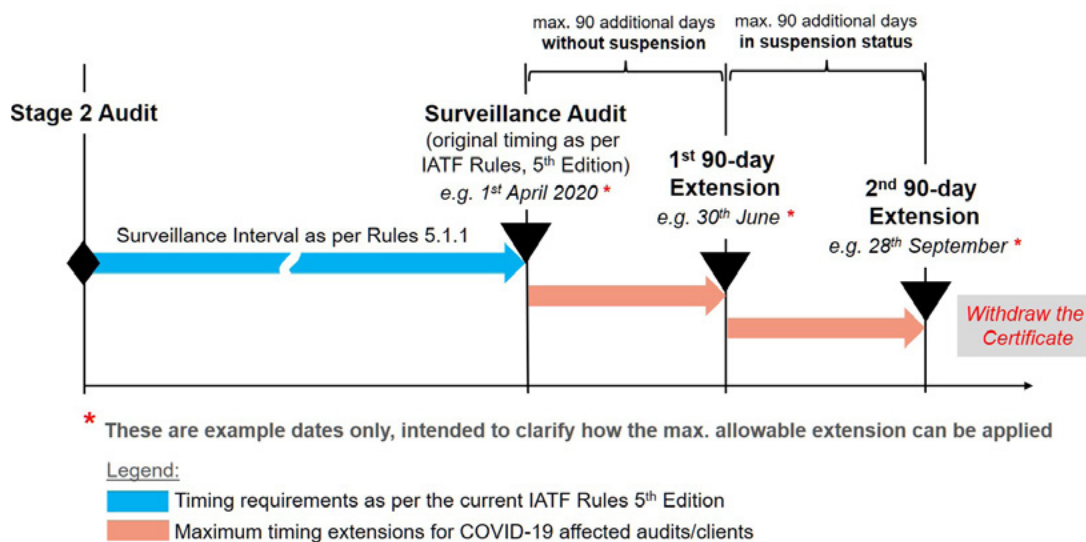 max. 90 additional days
without suspension
max. 90 additional days
in suspension status
Stage 2 Audit
Surveillance Audit
(original timing as per
IATF Rules, 5th Edition)
e.g. 1st April 2020 *
1st 90-day
Extension
e.g. 30th June *
2nd 90-day
Extension
e.g. 28th September *
Surveillance Interval as per Rules 5.1.1
Withdraw the
Certificate
* These are example dates only, intended to clarify how the max. allowable extension can be applied
Legend:
Timing requirements as per the current IATF Rules 5th Edition
Maximum timing extensions for COVID-19 affected audits/clients